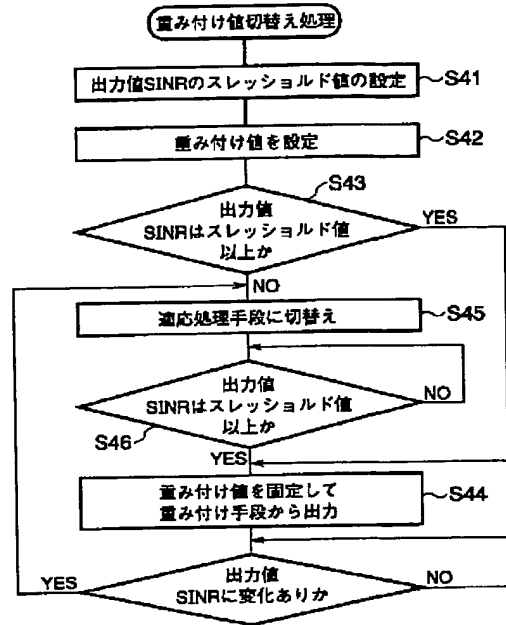 重み付け値切替え処理
出力値SINRのスレッショルド値の設定
S41
重み付け値を設定
S42
S43
出力値
SINRはスレッショルド値
以上か
YES
NO
適応処理手段に切替え
S45
出力値
SINRはスレッショルド値
以上か
NO
S46
YES
重み付け値を固定して
重み付け手段から出力
S44
出力値
SINRに変化ありか
YES
NO